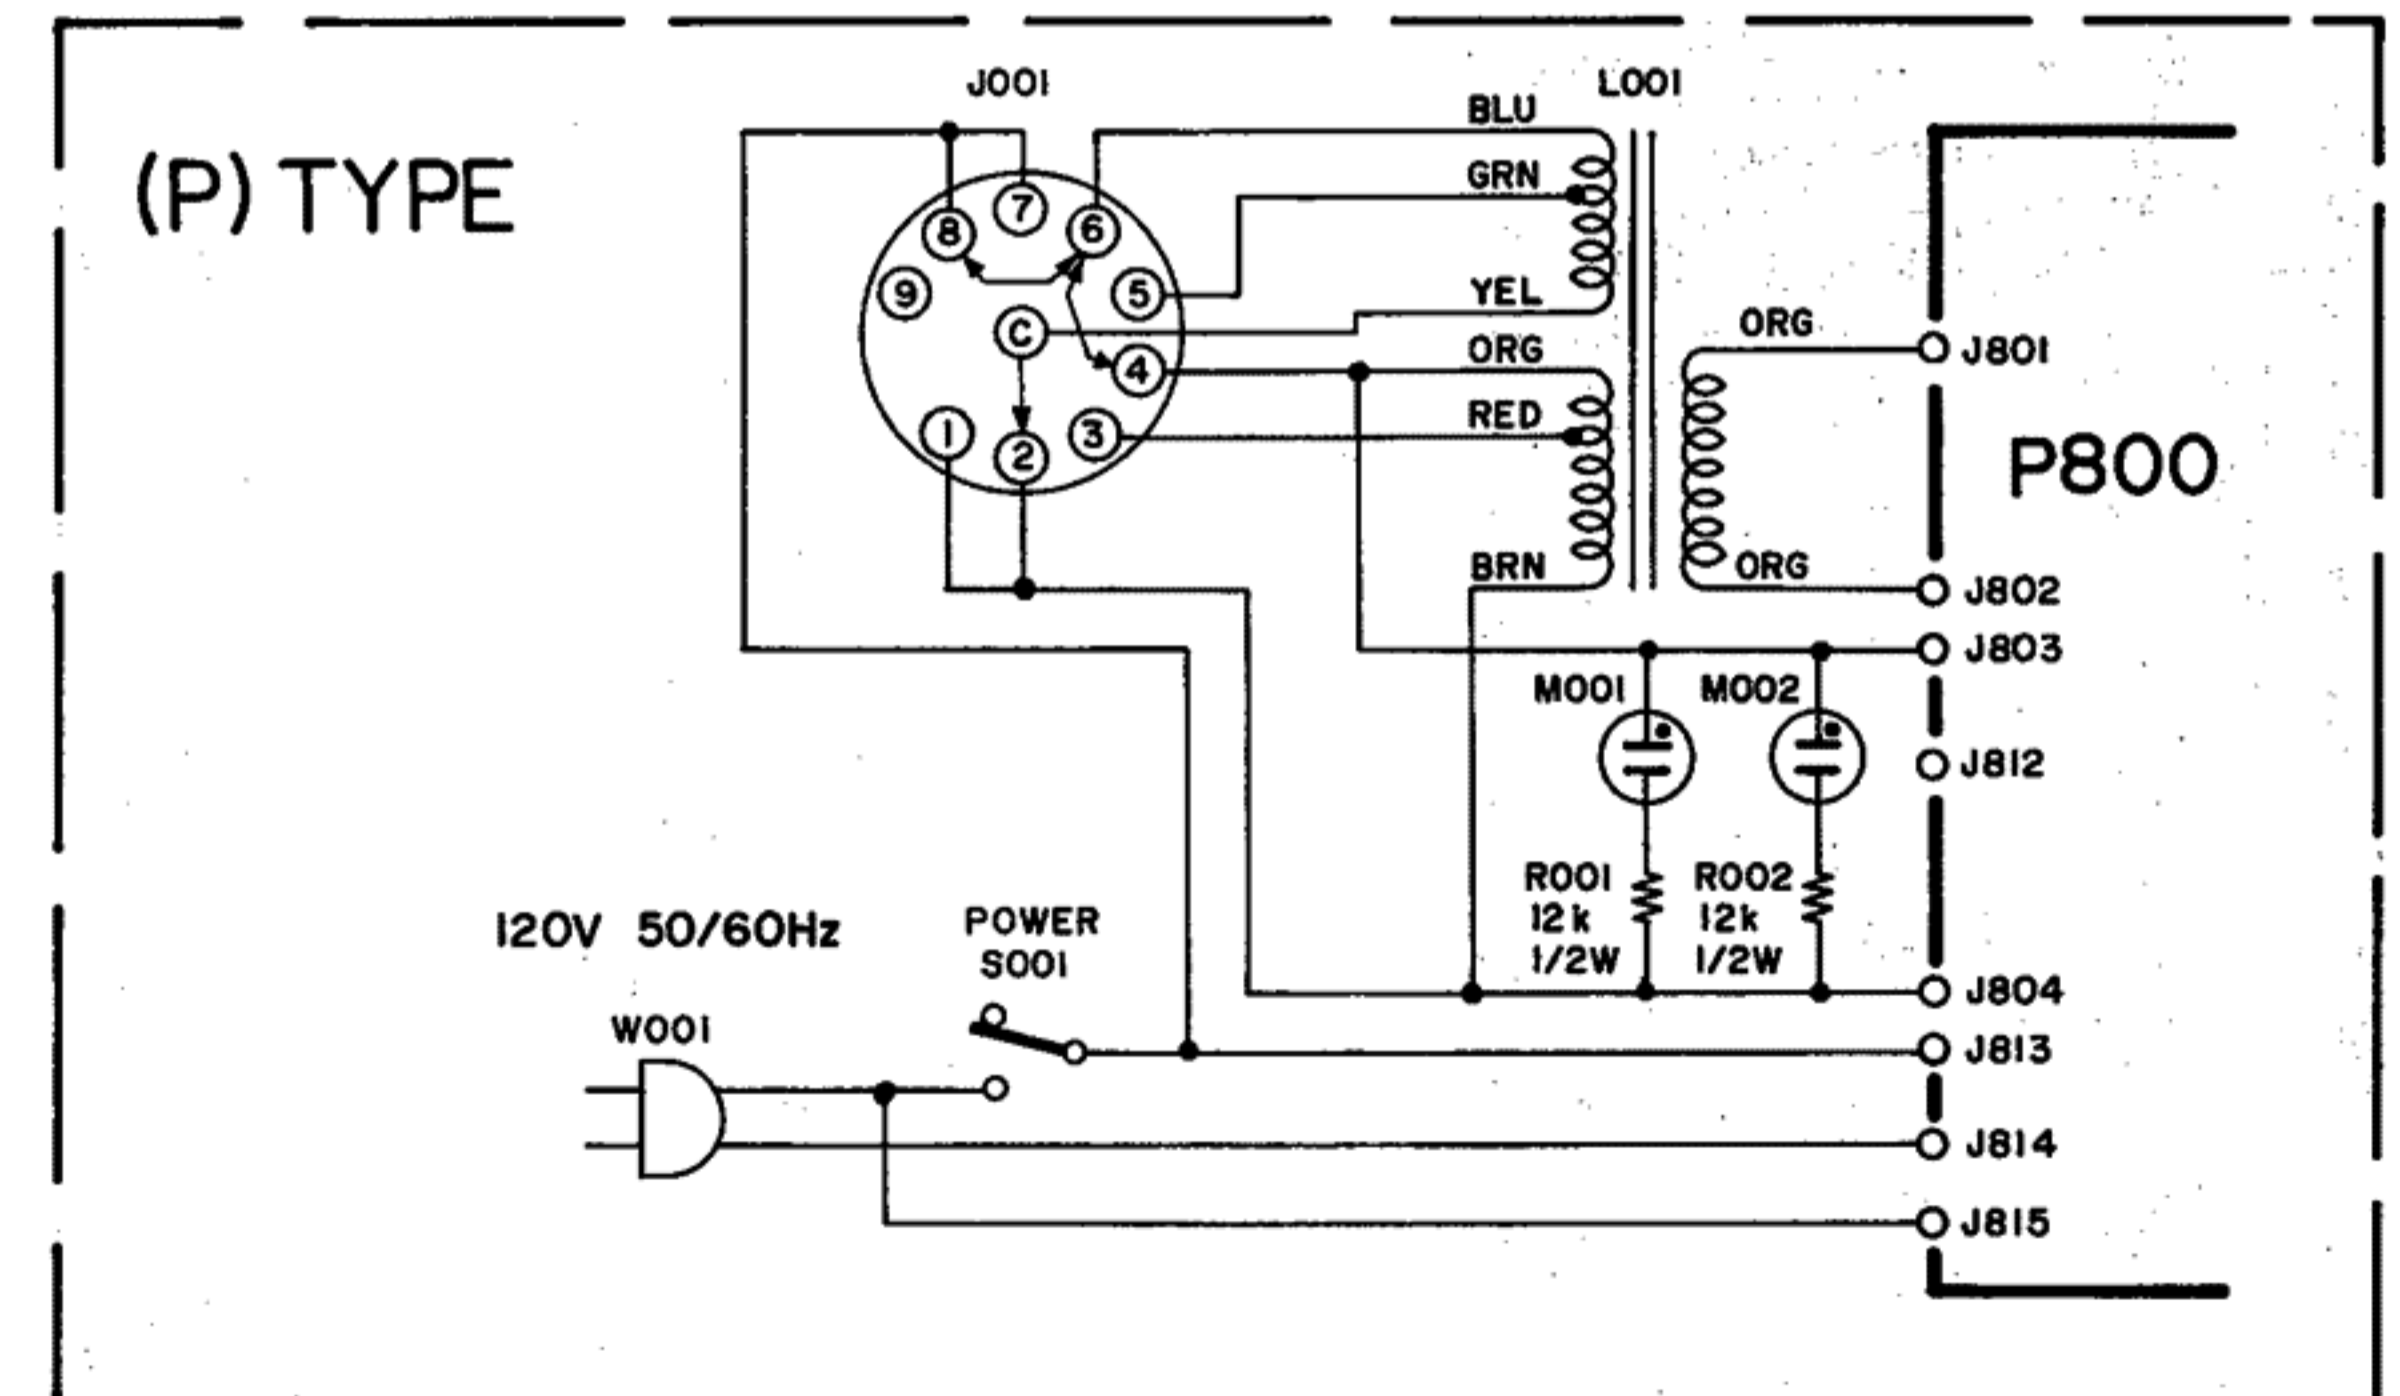 (P) TYPE
J001
L001
BLU
GRN
YEL
ORG
RED
BRN
8
7
6
9
5
C
4
1
2
3
ORG
J801
P800
ORG
J802
J803
M001
M002
J812
R001
12k
1/2W
R002
12k
1/2W
J804
120V 50/60Hz
POWER
S001
W001
J813
J814
J815